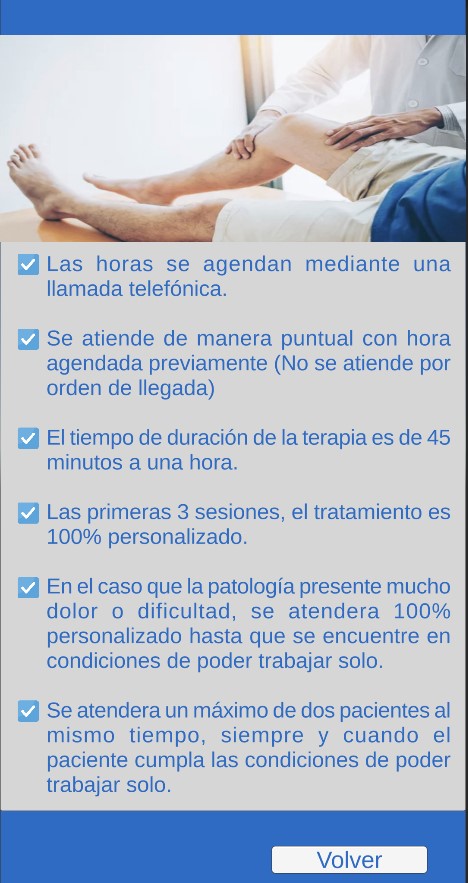 Las horas se agendan mediante una
llamada telefónica.
Se atiende de manera puntual con hora
agendada previamente (No se atiende por
orden de llegada)
El tiempo de duración de la terapia es de 45
minutos a una hora.
Las primeras 3 sesiones, el tratamiento es
100% personalizado.
En el caso que la patología presente mucho
dolor o dificultad, se atendera 100%
personalizado hasta que se encuentre en
condiciones de poder trabajar solo.
Se atendera un máximo de dos pacientes al
mismo tiempo, siempre y cuando el
paciente cumpla las condiciones de poder
trabajar solo.
Volver